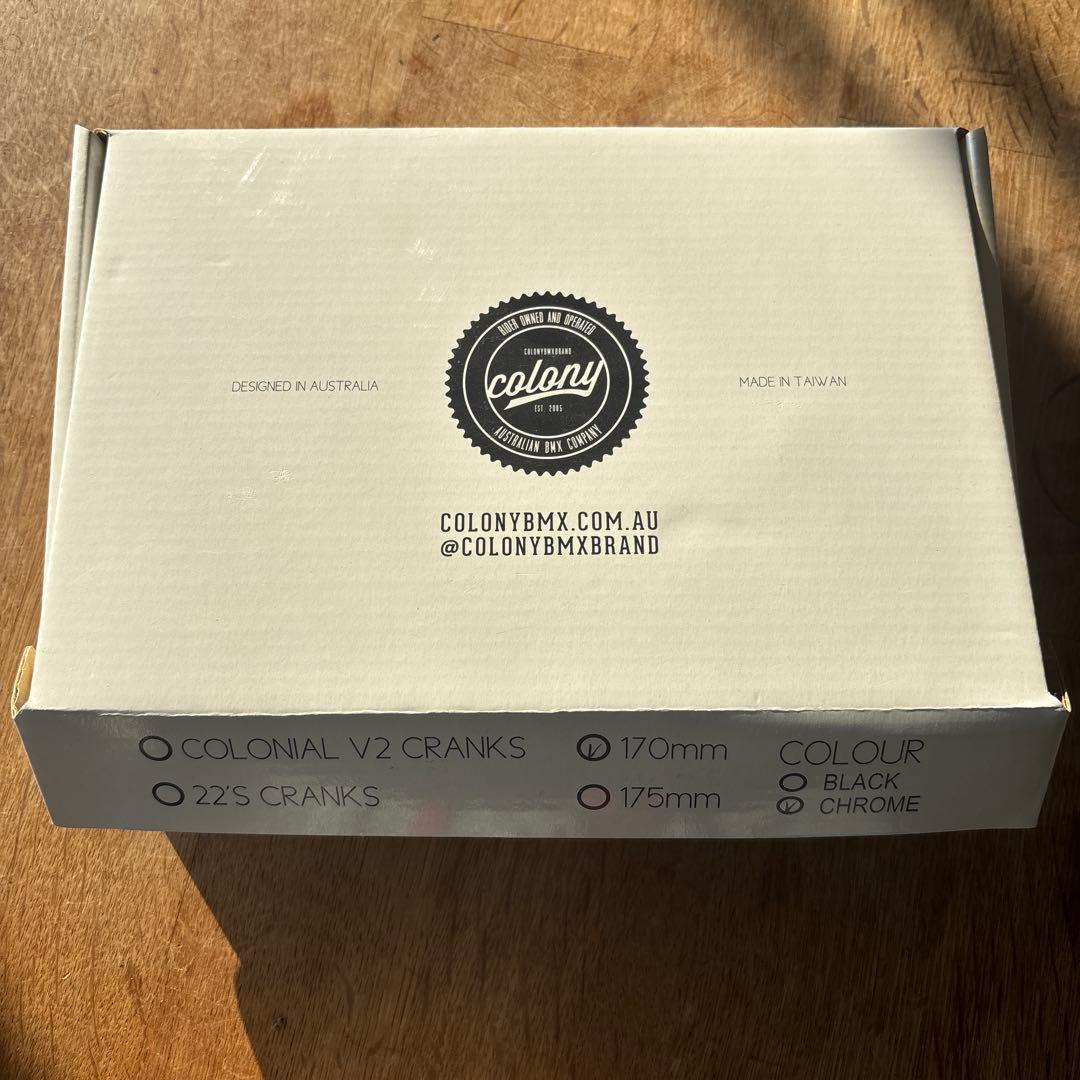 RIDER OWNED AND OPERATED
COLONYBMXBRAND
colony
EST. 2005
AUSTRALIAN BMX COMPANY
DESIGNED IN AUSTRALIA
MADE IN TAIWAN
COLONYBMX.COM.AU
@COLONYBMXBRAND
COLONIAL V2 CRANKS
22'S CRANKS
170mm
175mm
COLOUR
BLACK
CHROME